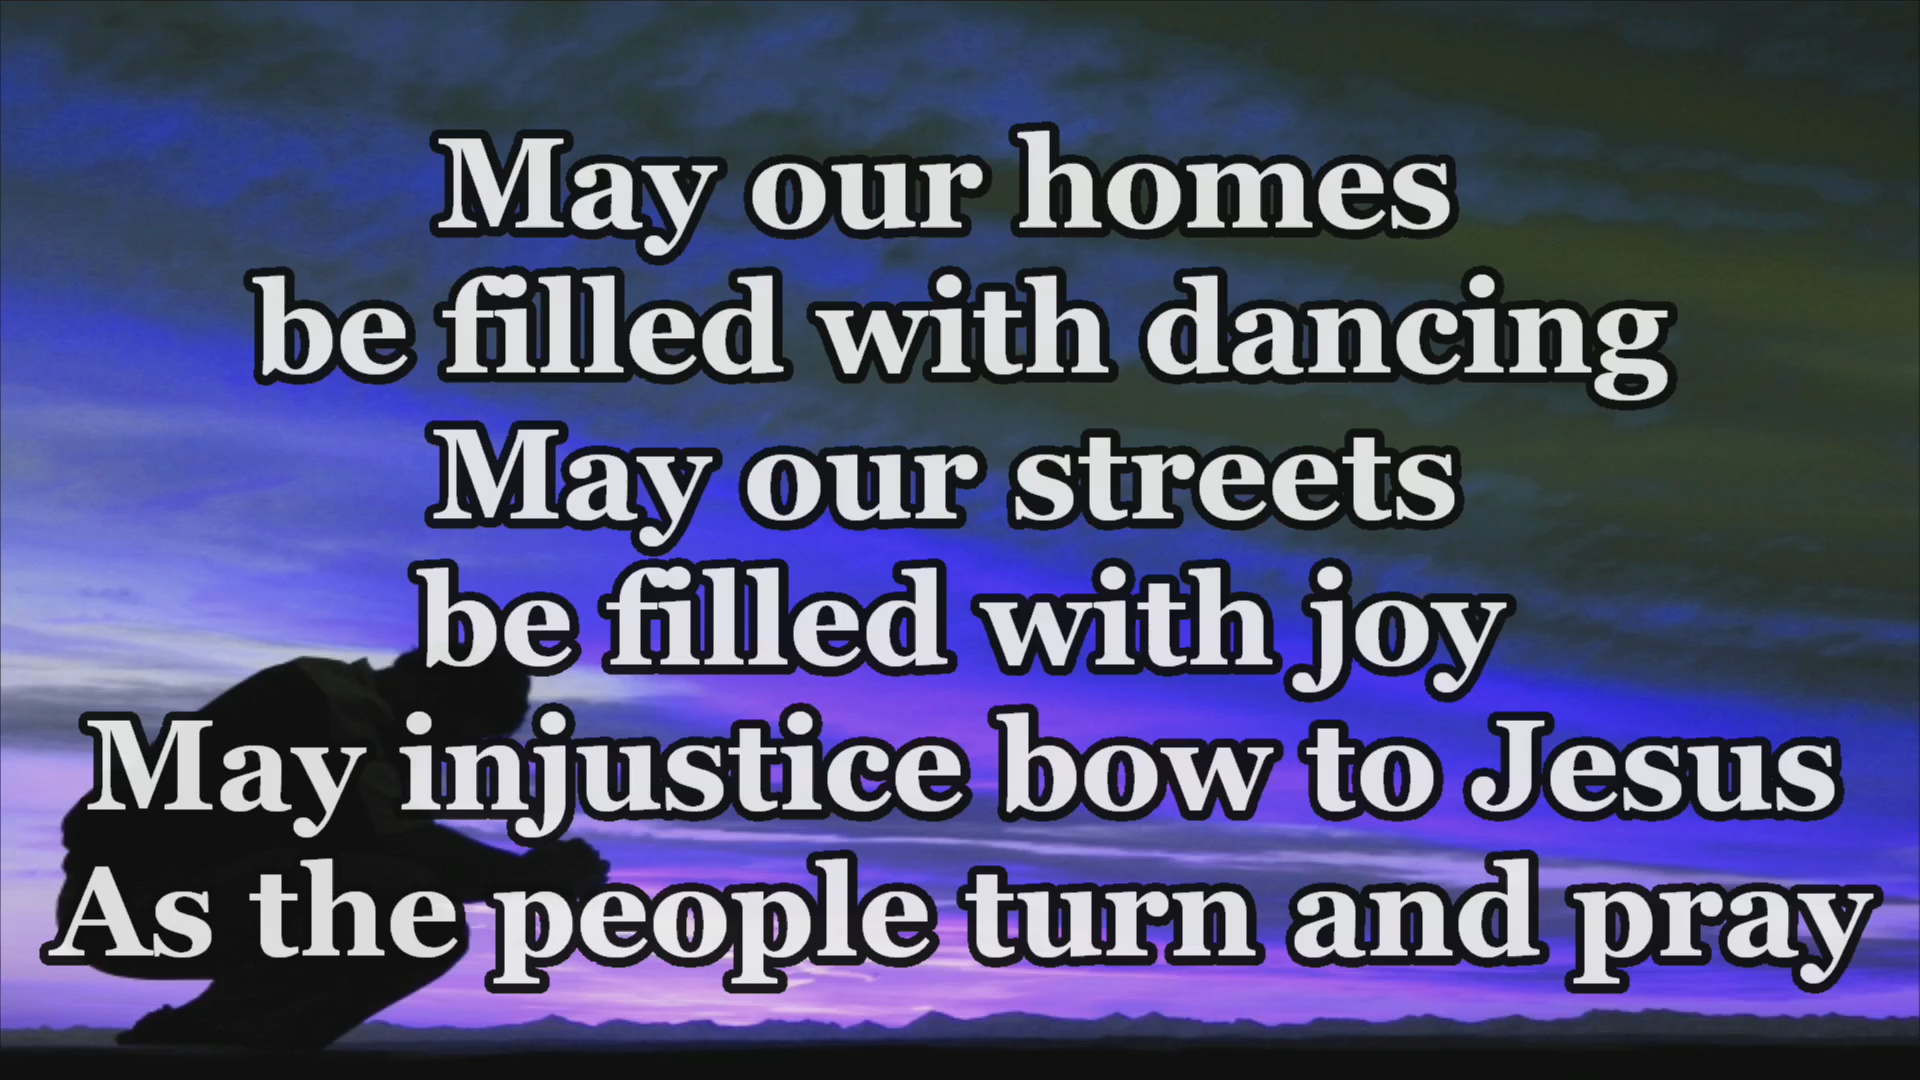 May our homes
be filled with dancing
May our streets
be filled with joy
May injustice bow to Jesus
As the people turn and pray